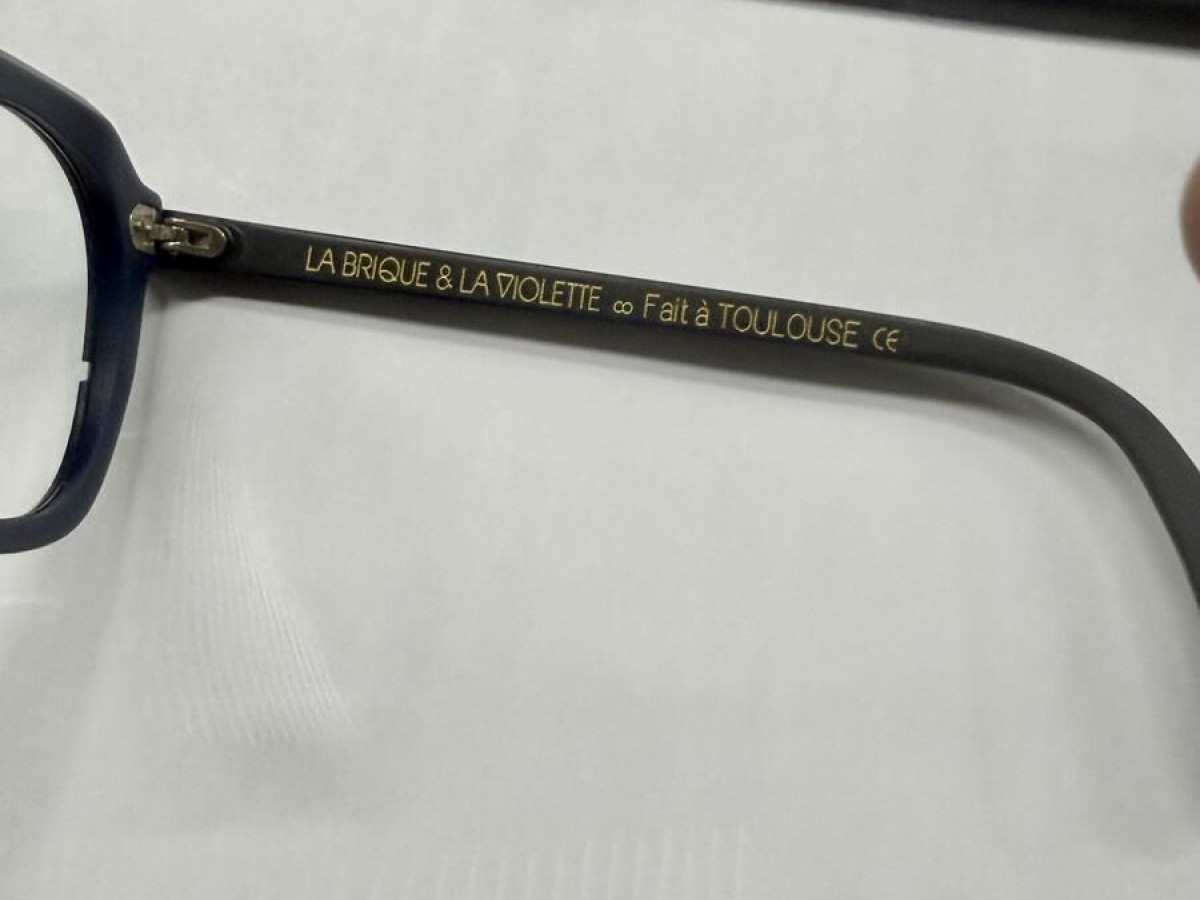 LA BRIQUE & LA VIOLETTE ∞ Fait à TOULOUSE CE